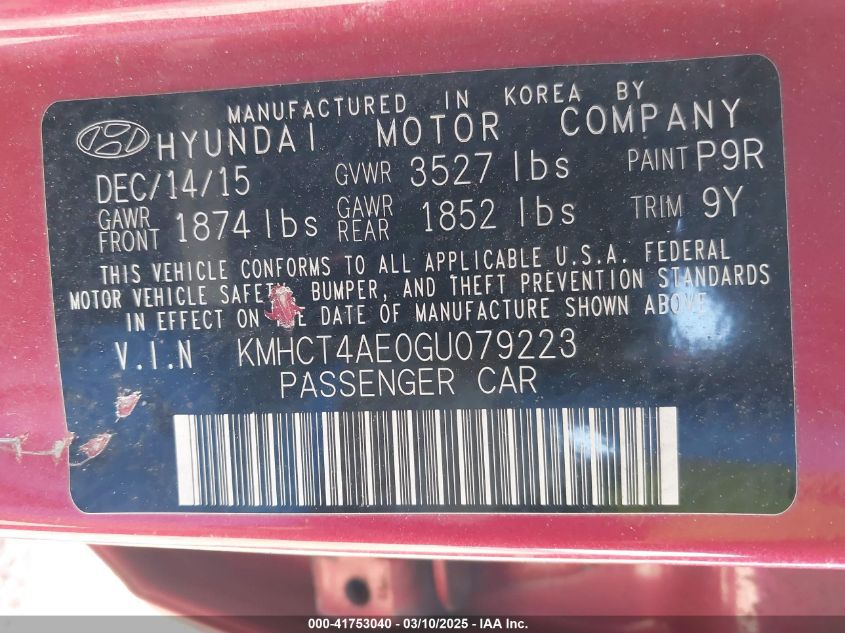 MANUFACTURED IN KOREA BY
HYUNDAI MOTOR COMPANY
DEC/14/15 GVWR 3527 lbs PAINT P9R
GAWR FRONT 1874 lbs GAWR REAR 1852 lbs TRIM 9Y
THIS VEHICLE CONFORMS TO ALL APPLICABLE U.S.A. FEDERAL
MOTOR VEHICLE SAFETY, BUMPER, AND THEFT PREVENTION STANDARDS
IN EFFECT ON THE DATE OF MANUFACTURE SHOWN ABOVE
V.I.N KMHCT4AE0GU079223
PASSENGER CAR
000-41753040 - 03/10/2025 - IAA, Inc.